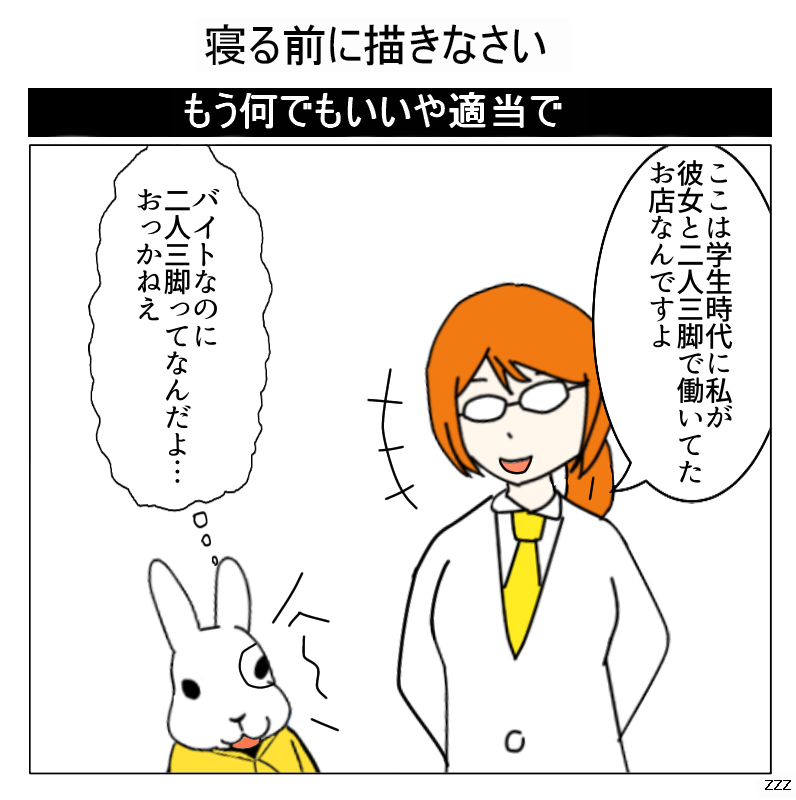 寝る前に描きなさい
もう何でもいいや適当で
ここは学生時代に私が
彼女と二人三脚で働いてた
お店なんですよ
バイトなのに
二人三脚ってなんだよ…
おっかねえ
zzz